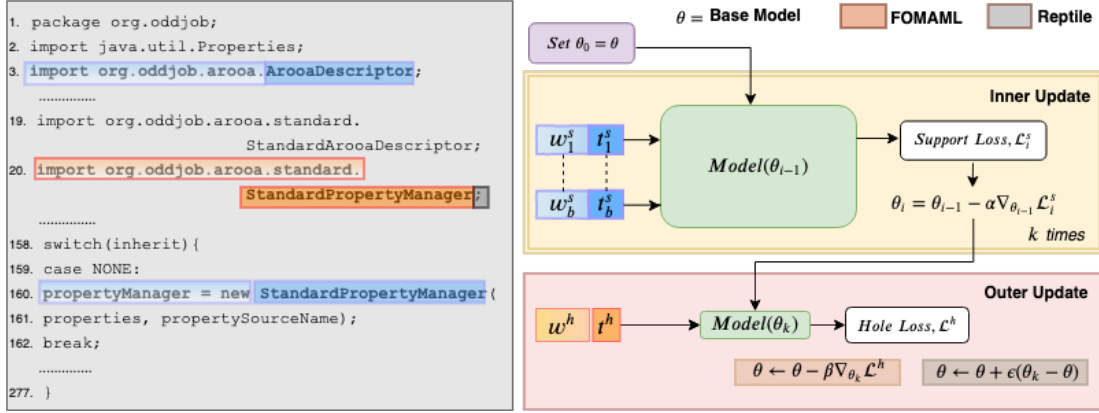 1. package org.oddjob;
2. import java.util.Properties;
3. import org.oddjob.arooa.ArooaDescriptor;
...............
19. import org.oddjob.arooa.standard.
StandardArooaDescriptor;
20. import org.oddjob.arooa.standard.
StandardPropertyManager;
...............
158. switch(inherit){
159. case NONE:
160. propertyManager = new StandardPropertyManager(
161. properties, propertySourceName);
162. break;
..............
277. }
θ = Base Model
FOMAML
Reptile
Set θ₀ = θ
Inner Update
w₁ˢ t₁ˢ
Model(θᵢ₋₁)
Support Loss, ℒᵢˢ
w_bˢ t_bˢ
θᵢ = θᵢ₋₁ − α∇_{θᵢ₋₁} ℒᵢˢ
k times
Outer Update
wʰ tʰ
Model(θₖ)
Hole Loss, ℒʰ
θ ← θ − β∇_{θₖ} ℒʰ
θ ← θ + ϵ(θₖ − θ)